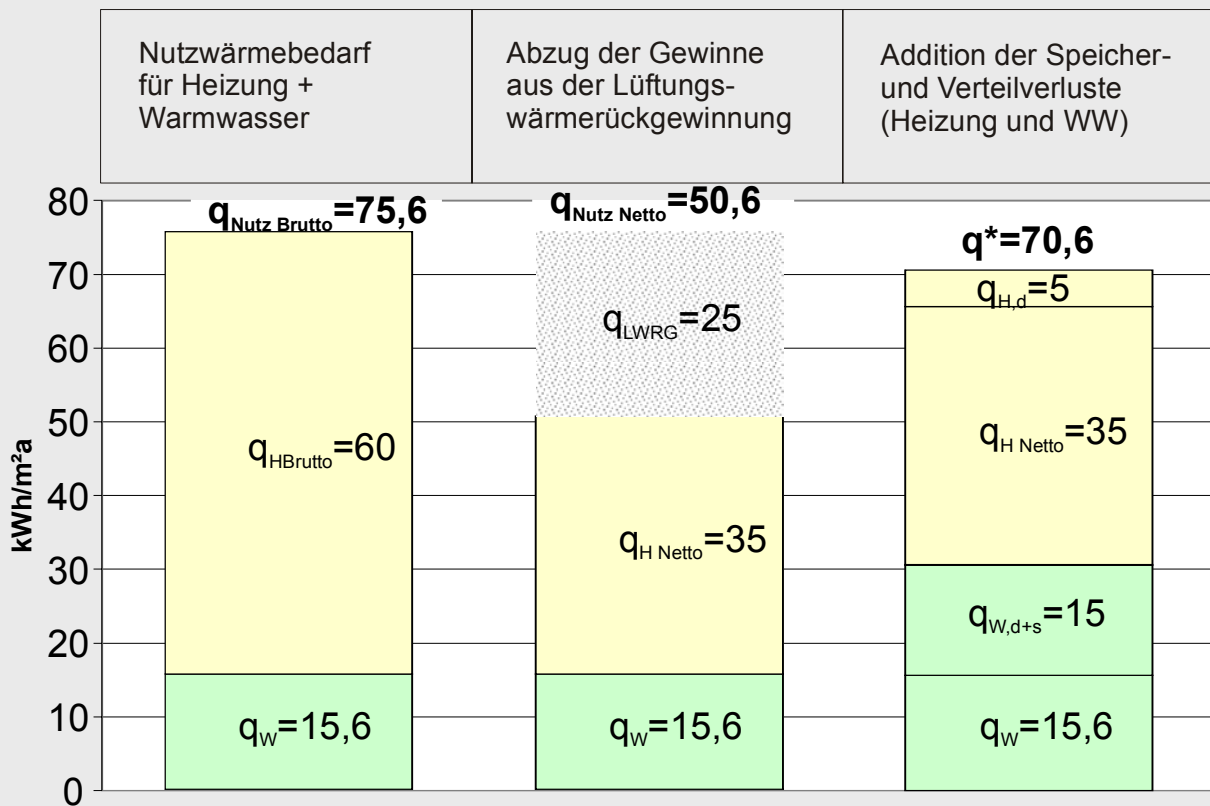 Nutzwärmebedarf
für Heizung +
Warmwasser
Abzug der Gewinne
aus der Lüftungs-
wärmerückgewinnung
Addition der Speicher-
und Verteilverluste
(Heizung und WW)
kWh/m²a
80
70
60
50
40
30
20
10
0
qNutz Brutto=75,6
qHBrutto=60
qW=15,6
qNutz Netto=50,6
qLWRG=25
qH Netto=35
qW=15,6
q*=70,6
qH,d=5
qH Netto=35
qW,d+s=15
qW=15,6